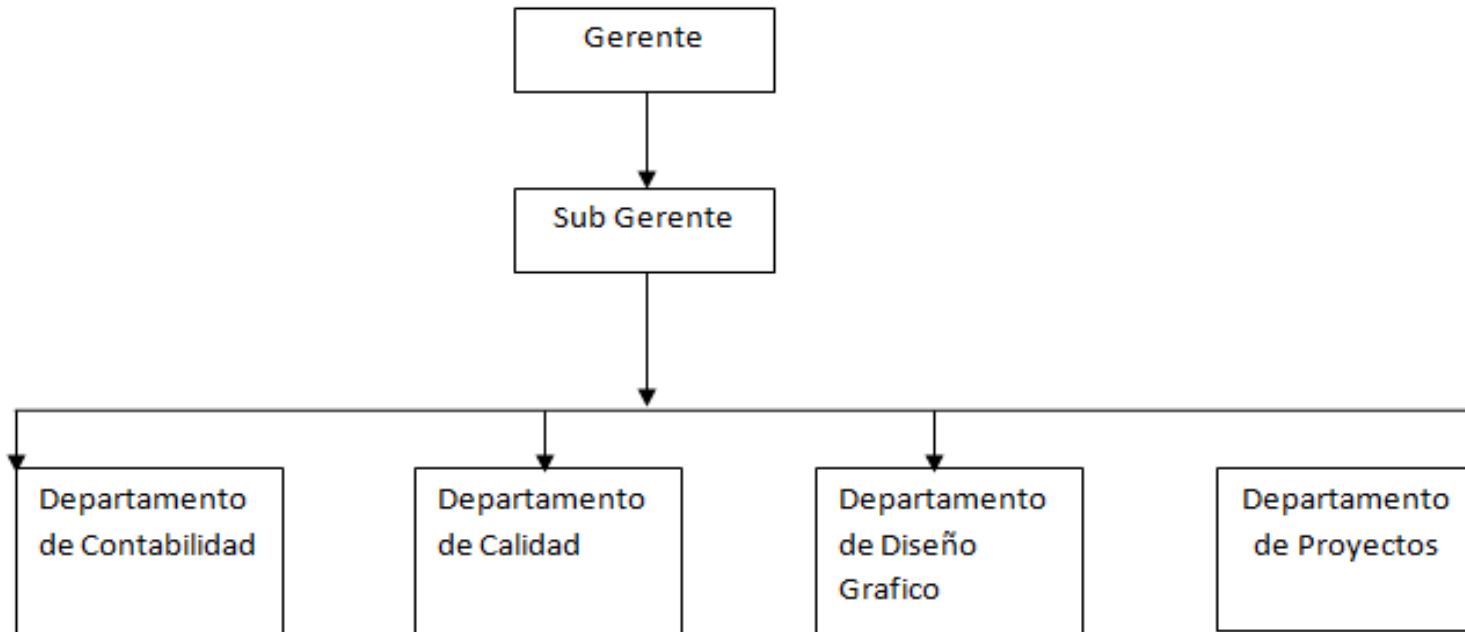 Gerente
Sub Gerente
Departamento
de Contabilidad
Departamento
de Calidad
Departamento
de Diseño
Grafico
Departamento
de Proyectos